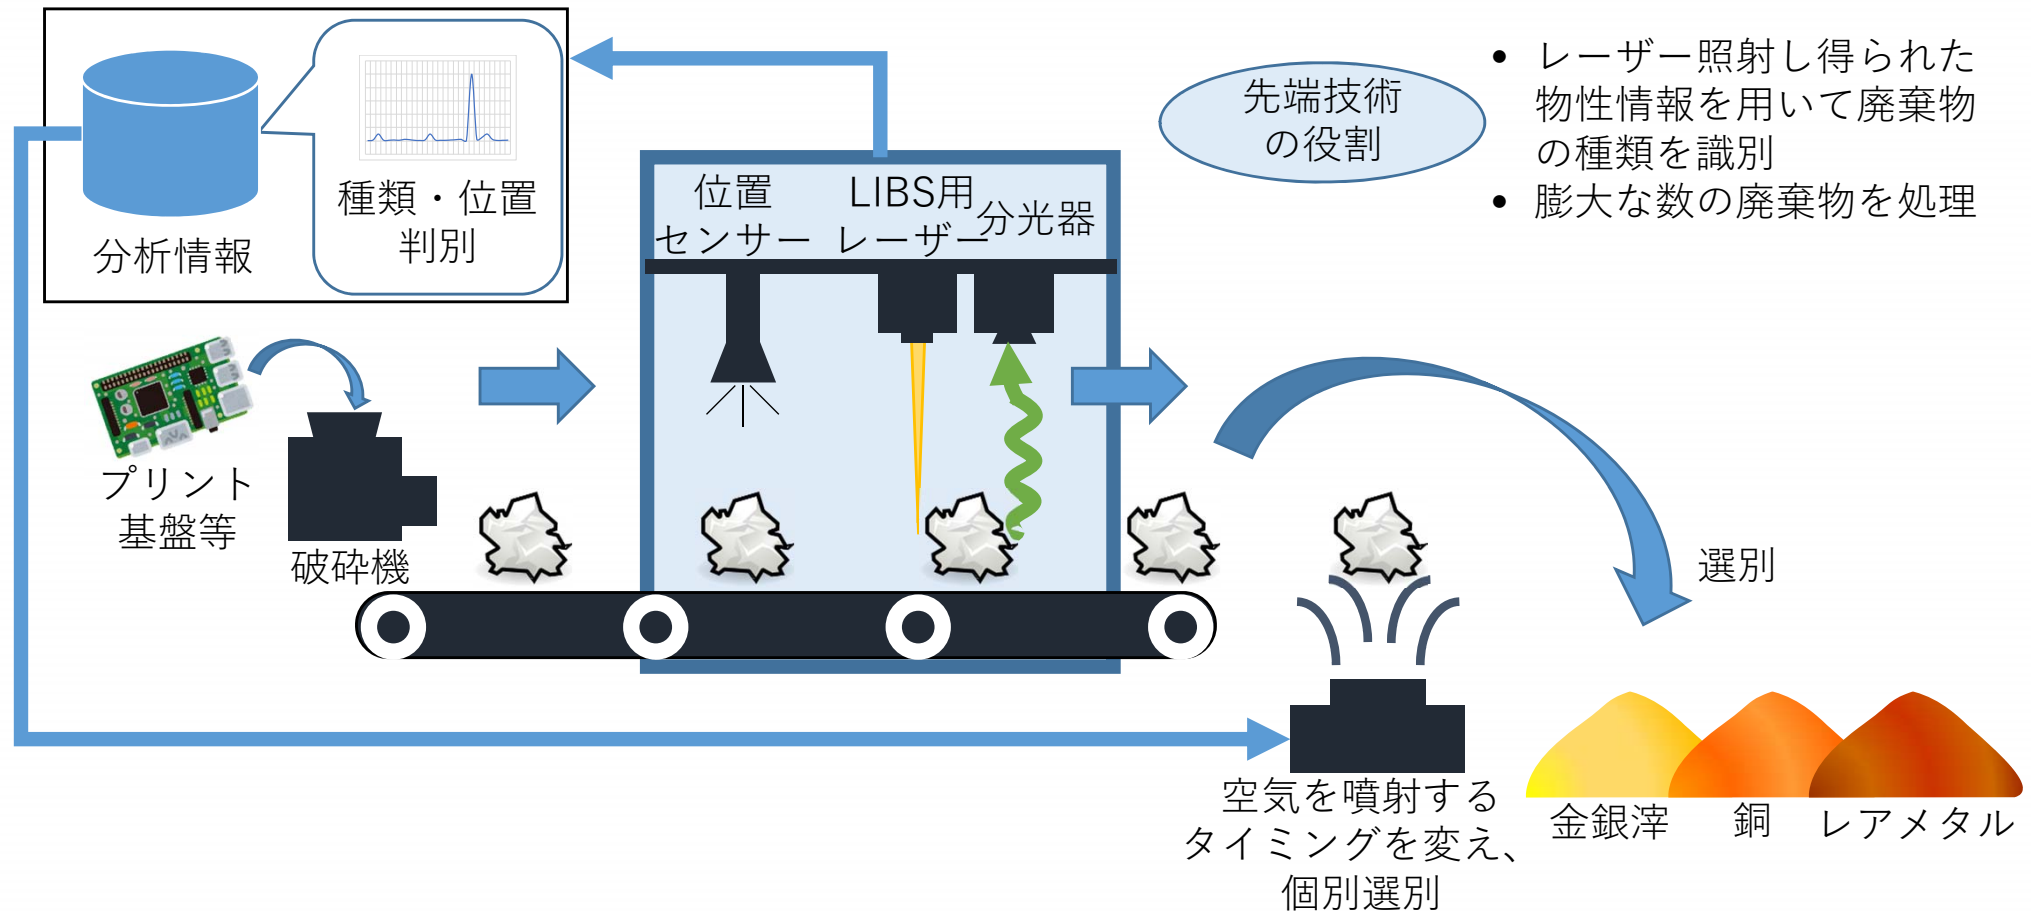 種類・位置
判別
分析情報
先端技術
の役割
• レーザー照射し得られた
物性情報を用いて廃棄物
の種類を識別
• 膨大な数の廃棄物を処理
位置
センサー
LIBS用
レーザー
分光器
プリント
基盤等
破砕機
選別
空気を噴射する
タイミングを変え、
個別選別
金銀滓
銅
レアメタル